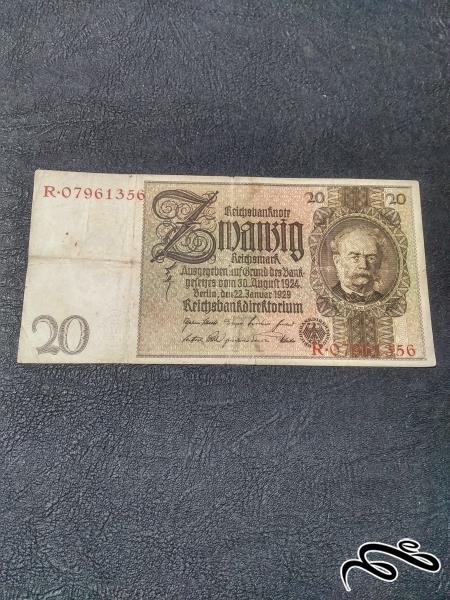 R·07961356
20 20
Reichsbanknote
Zwanzig
Reichsmark
Ausgegeben auf Grund des Bank-
gesetzes vom 30. August 1924
Berlin, den 22. Januar 1929
Reichsbankdirektorium
20
R·07961356